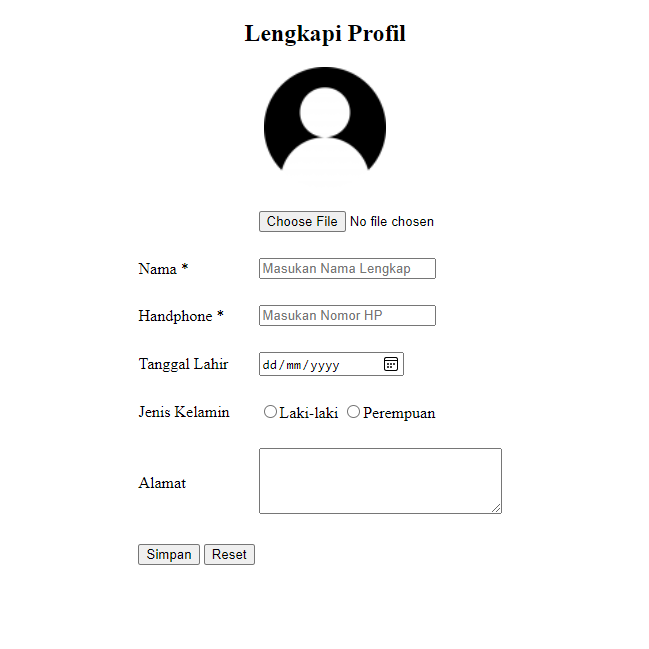 Lengkapi Profil
Choose File No file chosen
Nama * Masukan Nama Lengkap
Handphone * Masukan Nomor HP
Tanggal Lahir dd/mm/yyyy
Jenis Kelamin Laki-laki Perempuan
Alamat
Simpan Reset